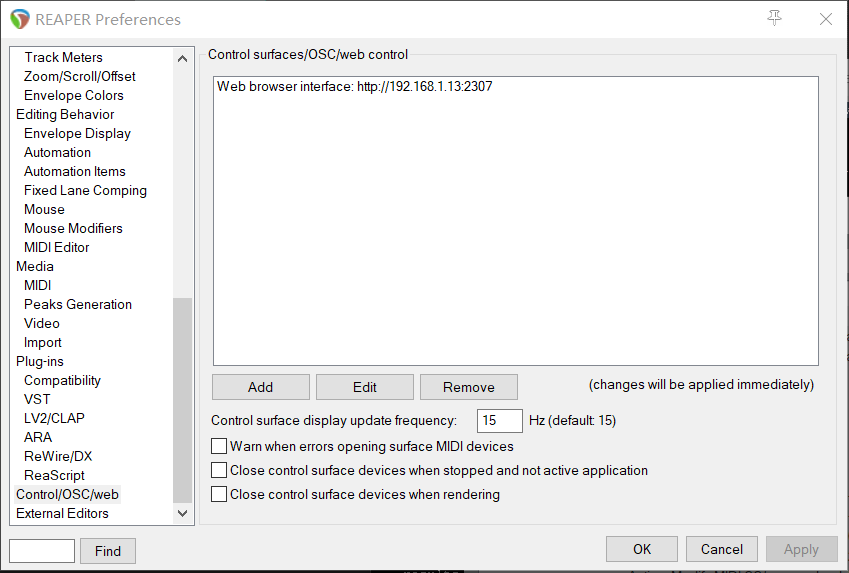 REAPER Preferences
Track Meters
Zoom/Scroll/Offset
Envelope Colors
Editing Behavior
Envelope Display
Automation
Automation Items
Fixed Lane Comping
Mouse
Mouse Modifiers
MIDI Editor
Media
MIDI
Peaks Generation
Video
Import
Plug-ins
Compatibility
VST
LV2/CLAP
ARA
ReWire/DX
ReaScript
Control/OSC/web
External Editors
Find
Control surfaces/OSC/web control
Web browser interface: http://192.168.1.13:2307
Add Edit Remove (changes will be applied immediately)
Control surface display update frequency: 15 Hz (default: 15)
Warn when errors opening surface MIDI devices
Close control surface devices when stopped and not active application
Close control surface devices when rendering
OK Cancel Apply